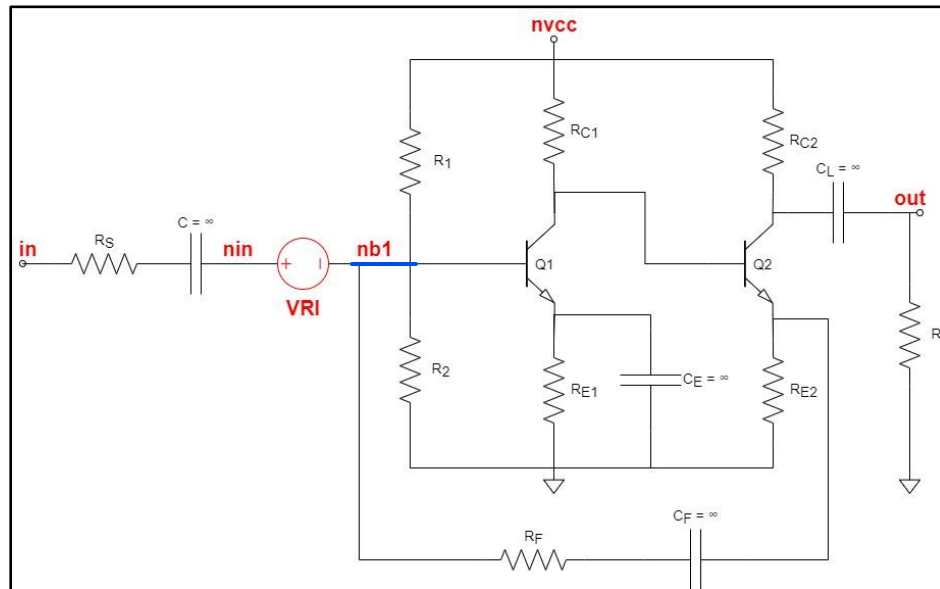 nvcc
RC1
RC2
R1
CL = ∞
out
in
RS
C = ∞
nin
+
VRI
nb1
Q1
Q2
R2
RE1
CE = ∞
RE2
R
RF
CF = ∞